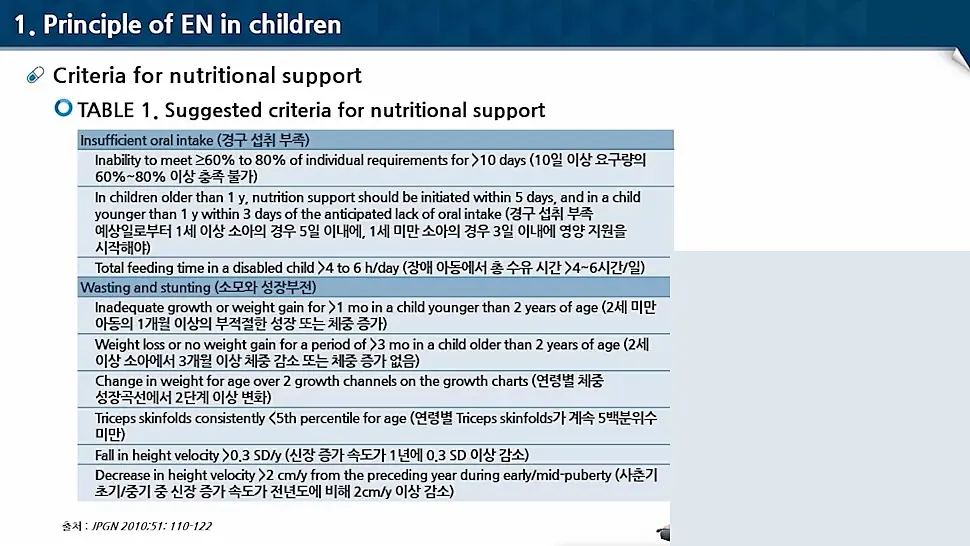 1. Principle of EN in children
Criteria for nutritional support
TABLE 1. Suggested criteria for nutritional support
Insufficient oral intake (경구 섭취 부족)
Inability to meet ≥60% to 80% of individual requirements for >10 days (10일 이상 요구량의
60%~80% 이상 충족 불가)
In children older than 1 y, nutrition support should be initiated within 5 days, and in a child
younger than 1 y within 3 days of the anticipated lack of oral intake (경구 섭취 부족
예상일로부터 1세 이상 소아의 경우 5일 이내에, 1세 미만 소아의 경우 3일 이내에 영양 지원을
시작해야)
Total feeding time in a disabled child >4 to 6 h/day (장애 아동에서 총 수유 시간 >4~6시간/일)
Wasting and stunting (소모와 성장부전)
Inadequate growth or weight gain for >1 mo in a child younger than 2 years of age (2세 미만
아동의 1개월 이상의 부적절한 성장 또는 체중 증가)
Weight loss or no weight gain for a period of >3 mo in a child older than 2 years of age (2세
이상 소아에서 3개월 이상 체중 감소 또는 체중 증가 없음)
Change in weight for age over 2 growth channels on the growth charts (연령별 체중
성장곡선에서 2단계 이상 변화)
Triceps skinfolds consistently <5th percentile for age (연령별 Triceps skinfolds가 계속 5백분위수
미만)
Fall in height velocity >0.3 SD/y (신장 증가 속도가 1년에 0.3 SD 이상 감소)
Decrease in height velocity >2 cm/y from the preceding year during early/mid-puberty (사춘기
초기/중기 중 신장 증가 속도가 전년도에 비해 2cm/y 이상 감소)
출처 : JPGN 2010;51: 110-122